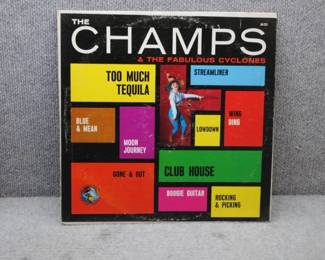 THE
CHAMPS
& THE FABULOUS CYCLONES
TOO MUCH
TEQUILA
STREAMLINER
BLUE
& MEAN
MOON
JOURNEY
LOWDOWN
WING
DING
GONE & OUT
CLUB HOUSE
BOOGIE GUITAR
ROCKING
& PICKING